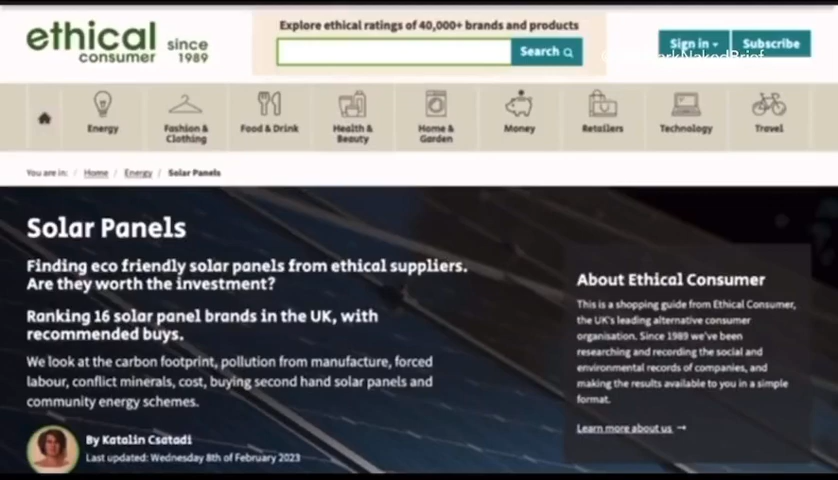 Explore ethical ratings of 40,000+ brands and products
ethical
consumer
since
1989
Search
Sign in
Subscribe
Energy
Fashion &
Clothing
Food & Drink
Health &
Beauty
Home &
Garden
Money
Retailers
Technology
Travel
You are in: / Home / Energy / Solar Panels
Solar Panels
Finding eco friendly solar panels from ethical suppliers.
Are they worth the investment?
Ranking 16 solar panel brands in the UK, with
recommended buys.
We look at the carbon footprint, pollution from manufacture, forced
labour, conflict minerals, cost, buying second hand solar panels and
community energy schemes.
By Katalin Csatadi
Last updated: Wednesday 8th of February 2023
About Ethical Consumer
This is a shopping guide from Ethical Consumer,
the UK's leading alternative consumer
organisation. Since 1989 we've been
researching and recording the social and
environmental records of companies, and
making the results available to you in a simple
format.
Learn more about us →